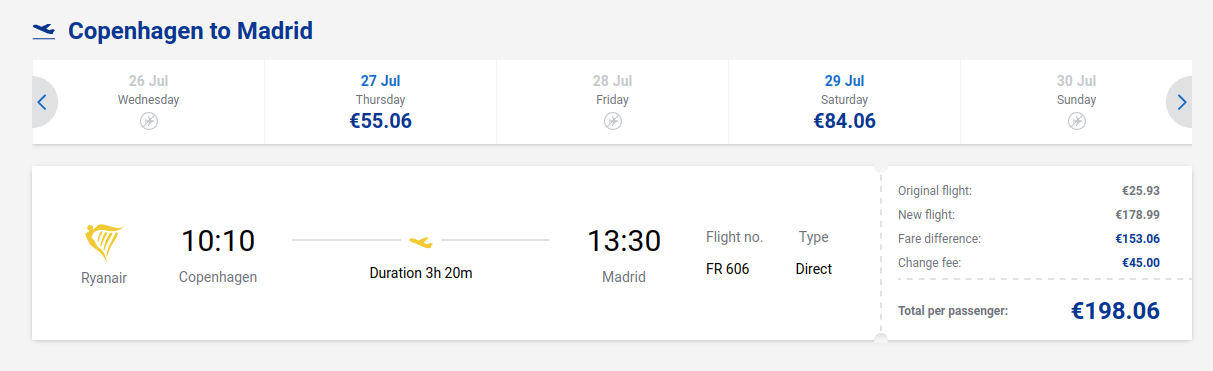 Copenhagen to Madrid
26 Jul
Wednesday
27 Jul
Thursday
€55.06
28 Jul
Friday
29 Jul
Saturday
€84.06
30 Jul
Sunday
Ryanair
10:10
Copenhagen
Duration 3h 20m
13:30
Madrid
Flight no. Type
FR 606 Direct
Original flight: €25.93
New flight: €178.99
Fare difference: €153.06
Change fee: €45.00
Total per passenger: €198.06